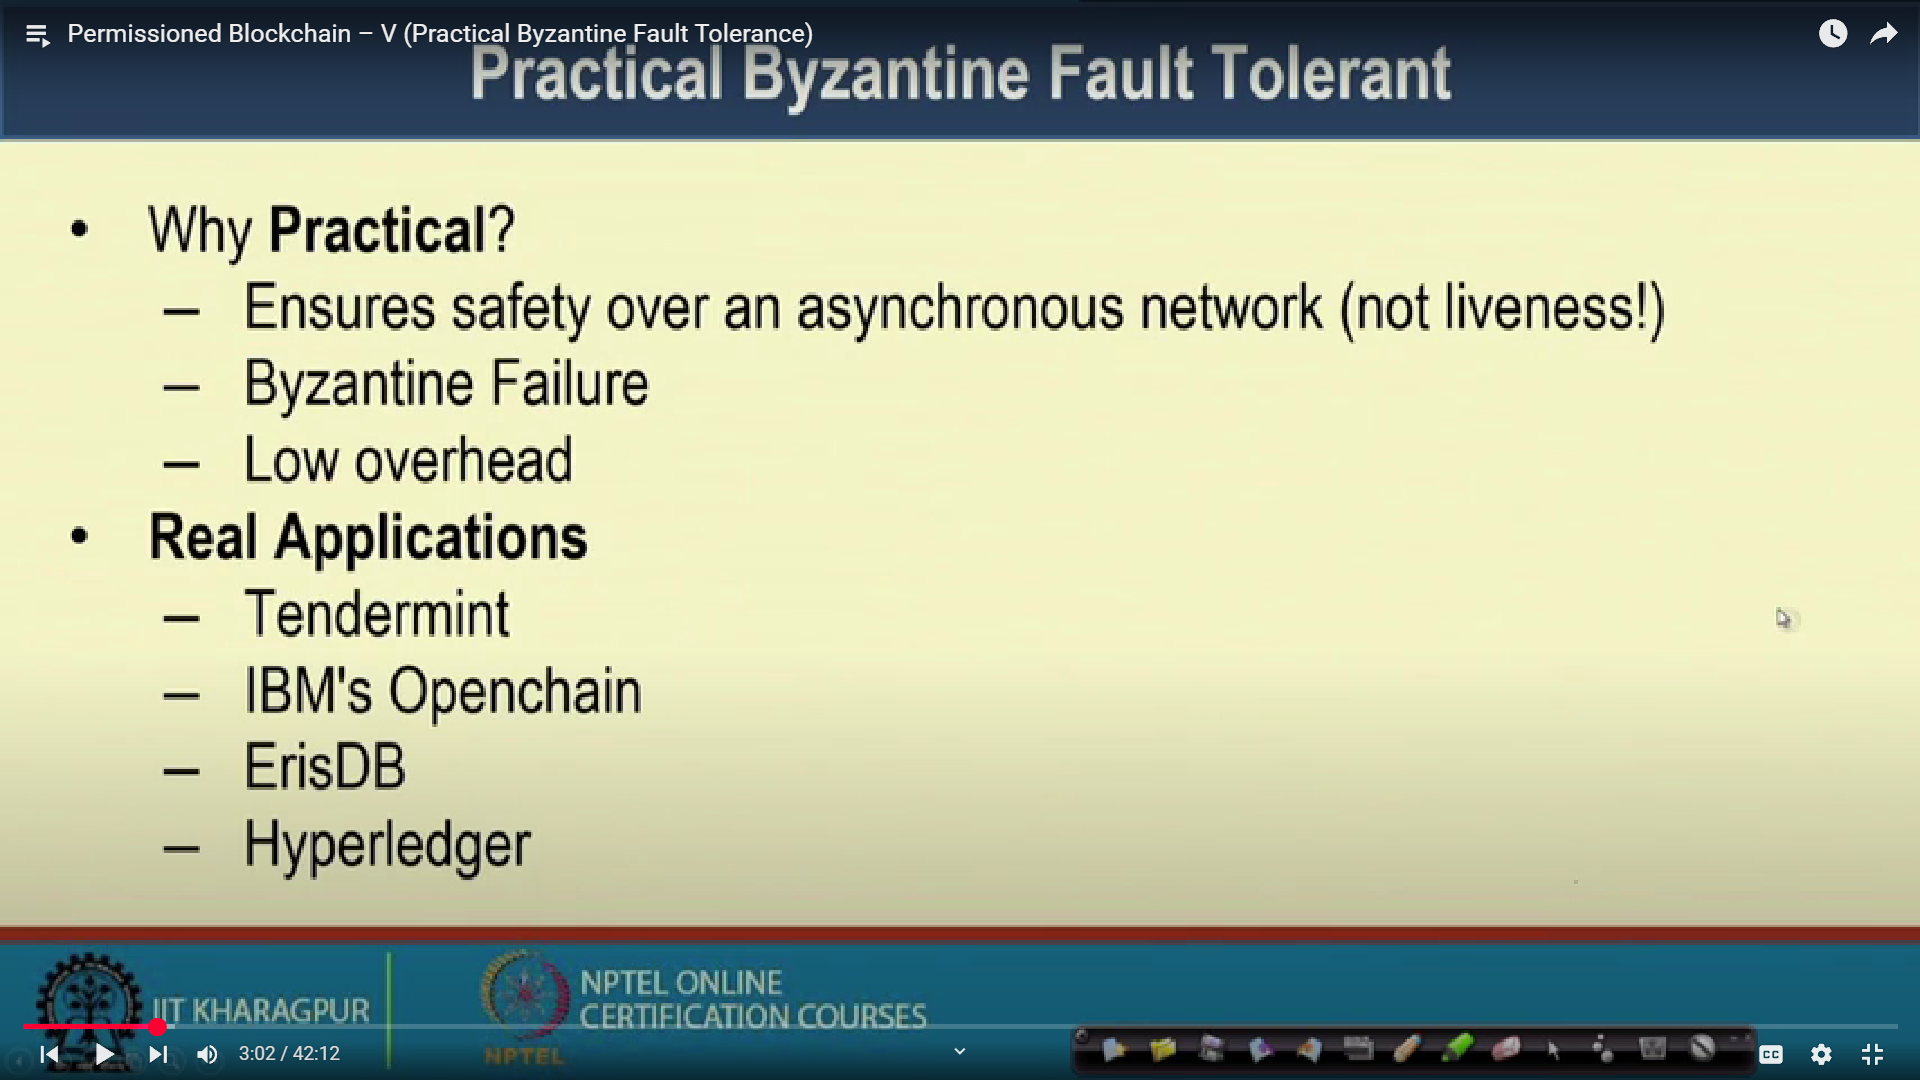 Permissioned Blockchain – V (Practical Byzantine Fault Tolerance)
Practical Byzantine Fault Tolerant
• Why Practical?
– Ensures safety over an asynchronous network (not liveness!)
– Byzantine Failure
– Low overhead
• Real Applications
– Tendermint
– IBM's Openchain
– ErisDB
– Hyperledger
IIT KHARAGPUR
NPTEL
NPTEL ONLINE
CERTIFICATION COURSES
3:02 / 42:12
CC